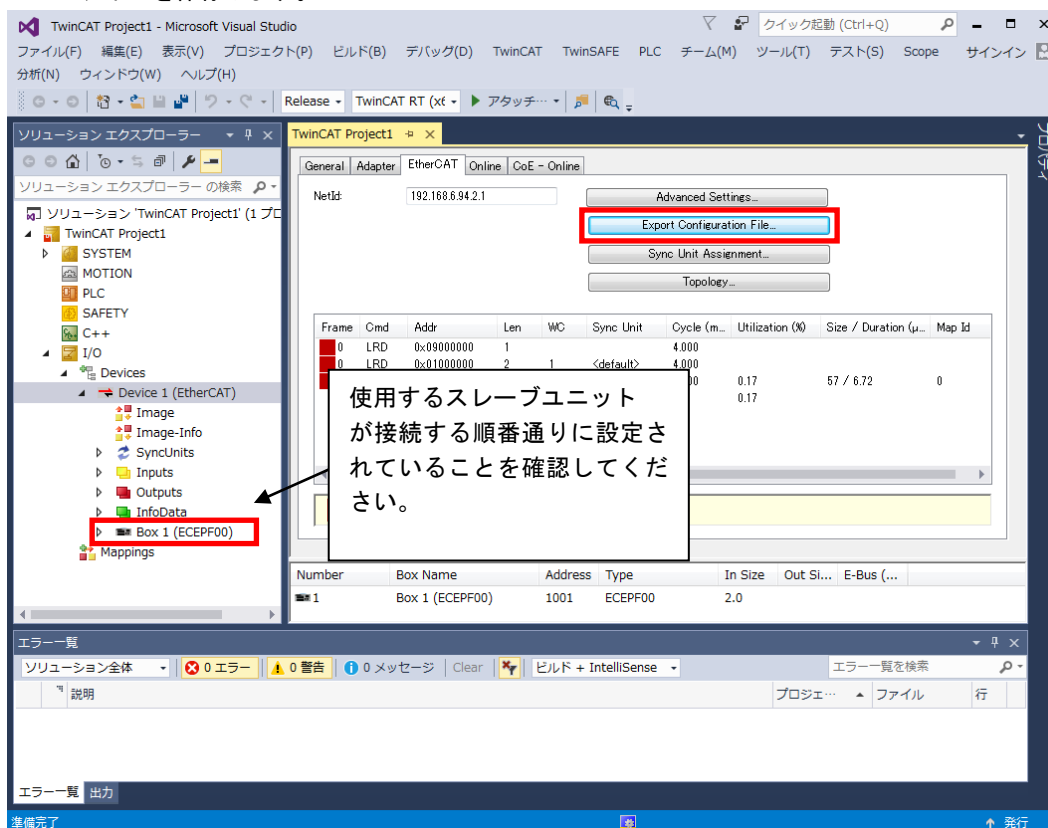 TwinCAT Project1 - Microsoft Visual Studio
クイック起動 (Ctrl+Q)
ファイル(F) 編集(E) 表示(V) プロジェクト(P) ビルド(B) デバッグ(D) TwinCAT TwinSAFE PLC チーム(M) ツール(T) テスト(S) Scope サインイン
分析(N) ウィンドウ(W) ヘルプ(H)
Release TwinCAT RT (x6 アタッチ…
ソリューション エクスプローラー
ソリューション エクスプローラー の検索
ソリューション 'TwinCAT Project1' (1 プロ
TwinCAT Project1
SYSTEM
MOTION
PLC
SAFETY
C++
I/O
Devices
Device 1 (EtherCAT)
Image
Image-Info
SyncUnits
Inputs
Outputs
InfoData
Box 1 (ECEPF00)
Mappings
TwinCAT Project1
プロパティ
General Adapter EtherCAT Online CoE - Online
NetId: 192.168.6.94.2.1
Advanced Settings...
Export Configuration File...
Sync Unit Assignment...
Topology...
Frame Cmd Addr Len WC Sync Unit Cycle (m... Utilization (%) Size / Duration (μ... Map Id
0 LRD 0x09000000 1 4.000
0 LRD 0x01000000 2 1 <default> 4.000
0.17 57 / 6.72 0
0.17
使用するスレーブユニット
が接続する順番通りに設定さ
れていることを確認してくだ
さい。
Number Box Name Address Type In Size Out Si... E-Bus (...
1 Box 1 (ECEPF00) 1001 ECEPF00 2.0
エラー一覧
ソリューション全体 0 エラー 0 警告 0 メッセージ Clear ビルド + IntelliSense エラー一覧を検索
説明 プロジェ… ファイル 行
エラー一覧 出力
準備完了 発行